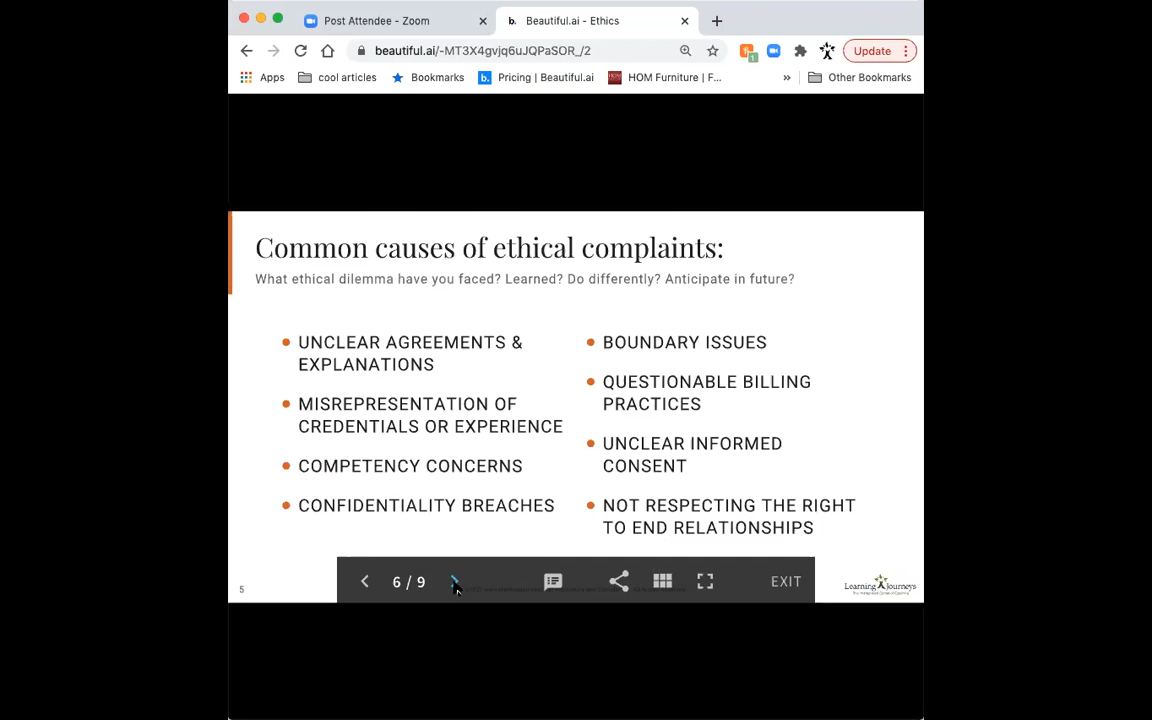 Post Attendee - Zoom
b. Beautiful.ai - Ethics
beautiful.ai/-MT3X4gvjq6uJQPaSOR_/2
1
Update
Apps
cool articles
Bookmarks
b. Pricing | Beautiful.ai
HOM HOM Furniture | F...
»
Other Bookmarks
Common causes of ethical complaints:
What ethical dilemma have you faced? Learned? Do differently? Anticipate in future?
UNCLEAR AGREEMENTS &
EXPLANATIONS
MISREPRESENTATION OF
CREDENTIALS OR EXPERIENCE
COMPETENCY CONCERNS
CONFIDENTIALITY BREACHES
BOUNDARY ISSUES
QUESTIONABLE BILLING
PRACTICES
UNCLEAR INFORMED
CONSENT
NOT RESPECTING THE RIGHT
TO END RELATIONSHIPS
6 / 9
EXIT
5
Learning Journeys